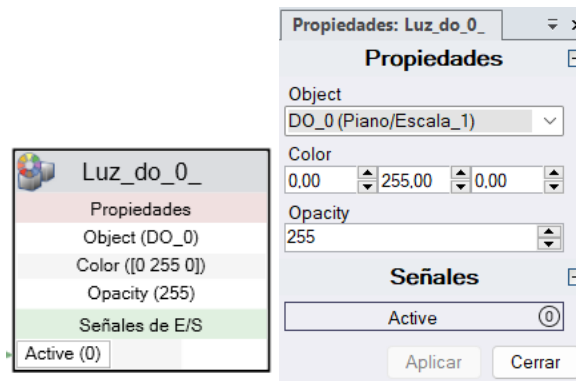 Luz_do_0_
Propiedades
Object (DO_0)
Color ([0 255 0])
Opacity (255)
Señales de E/S
Active (0)
Propiedades: Luz_do_0_
Propiedades
Object
DO_0 (Piano/Escala_1)
Color
0,00 255,00 0,00
Opacity
255
Señales
Active 0
Aplicar Cerrar